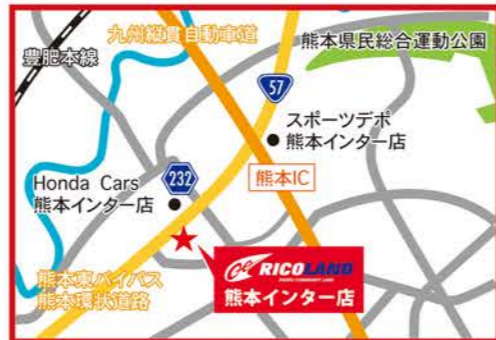 九州縦貫自動車道
熊本県民総合運動公園
豊肥本線
57
スポーツデポ
熊本インター店
熊本IC
Honda Cars
熊本インター店
232
RICOLAND
熊本インター店
熊本東バイパス
熊本環状道路